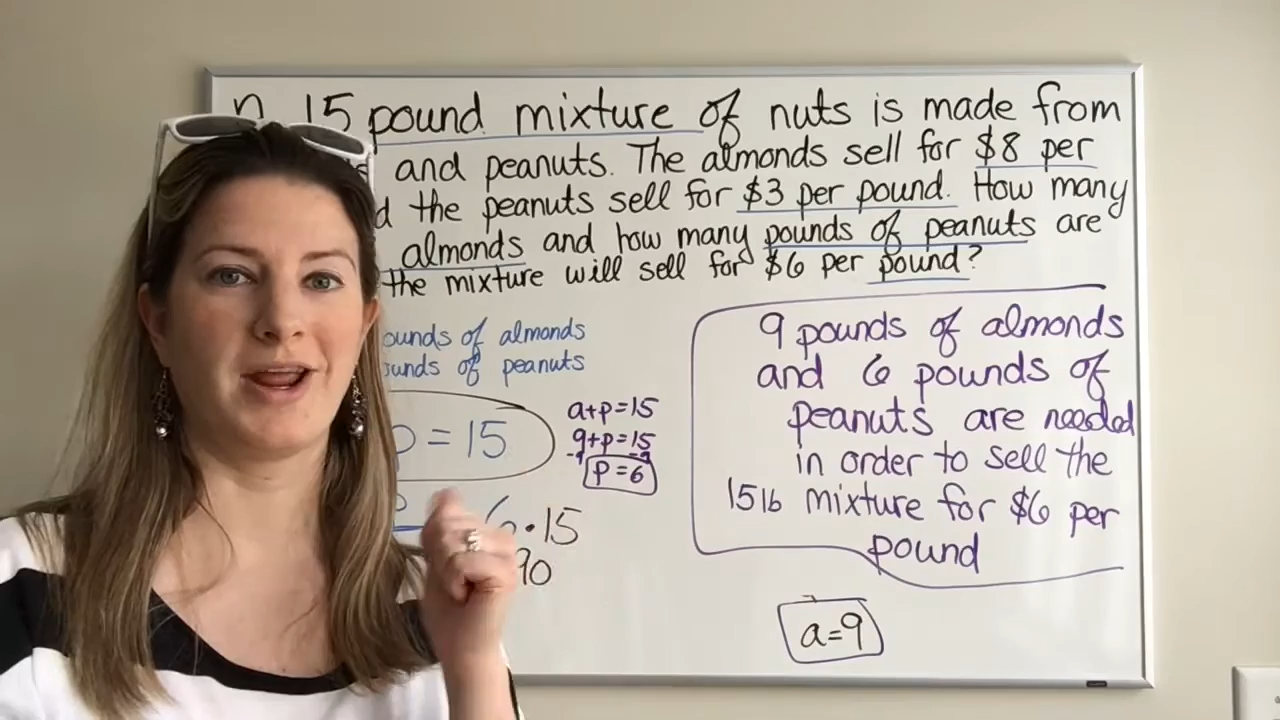 15 pound mixture of nuts is made from
and peanuts. The almonds sell for $8 per
the peanuts sell for $3 per pound. How many
almonds and how many pounds of peanuts are
the mixture will sell for $6 per pound?
of almonds
of peanuts
p = 15
a+p=15
9+p=15
-9 -9
p=6
6·15
90
9 pounds of almonds
and 6 pounds of
peanuts are needed
in order to sell the
15lb mixture for $6 per
pound
a=9